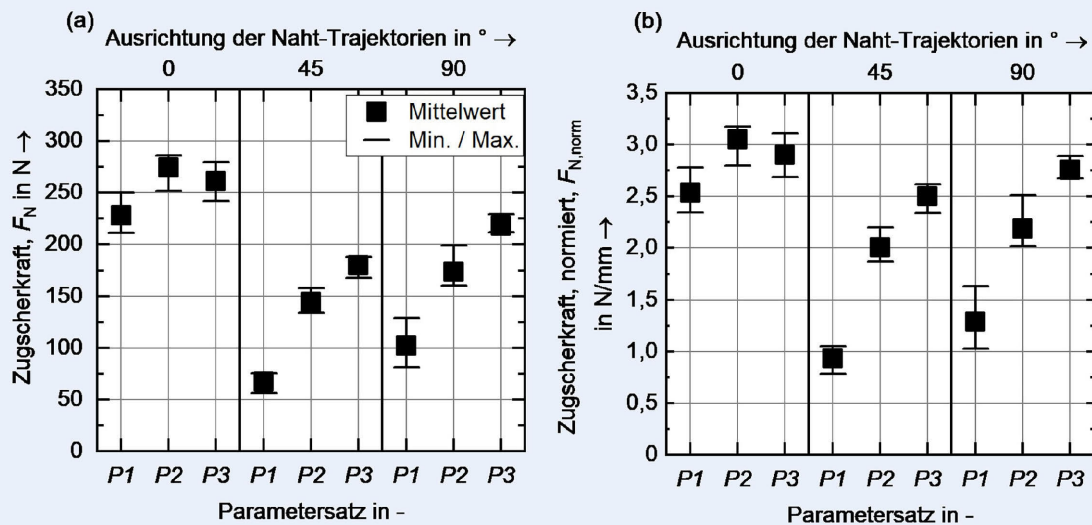 (a)
Ausrichtung der Naht-Trajektorien in ° →
0 45 90
Zugscherkraft, F_N in N →
350
300
250
200
150
100
50
0
Mittelwert
Min. / Max.
P1 P2 P3 P1 P2 P3 P1 P2 P3
Parametersatz in -
(b)
Ausrichtung der Naht-Trajektorien in ° →
0 45 90
Zugscherkraft, normiert, F_N,norm
in N/mm →
3,5
3,0
2,5
2,0
1,5
1,0
0,5
0
P1 P2 P3 P1 P2 P3 P1 P2 P3
Parametersatz in -